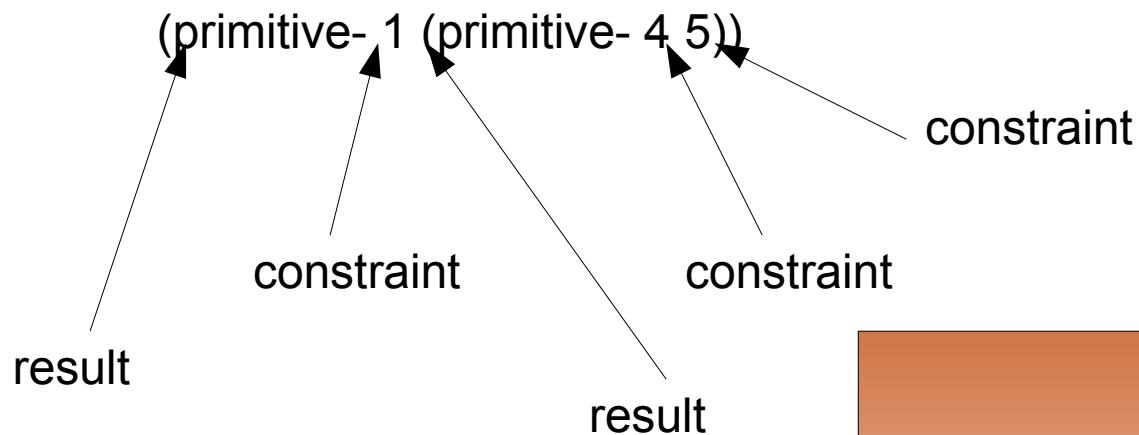 (primitive- 1 (primitive- 4 5))
constraint
constraint constraint
result
result